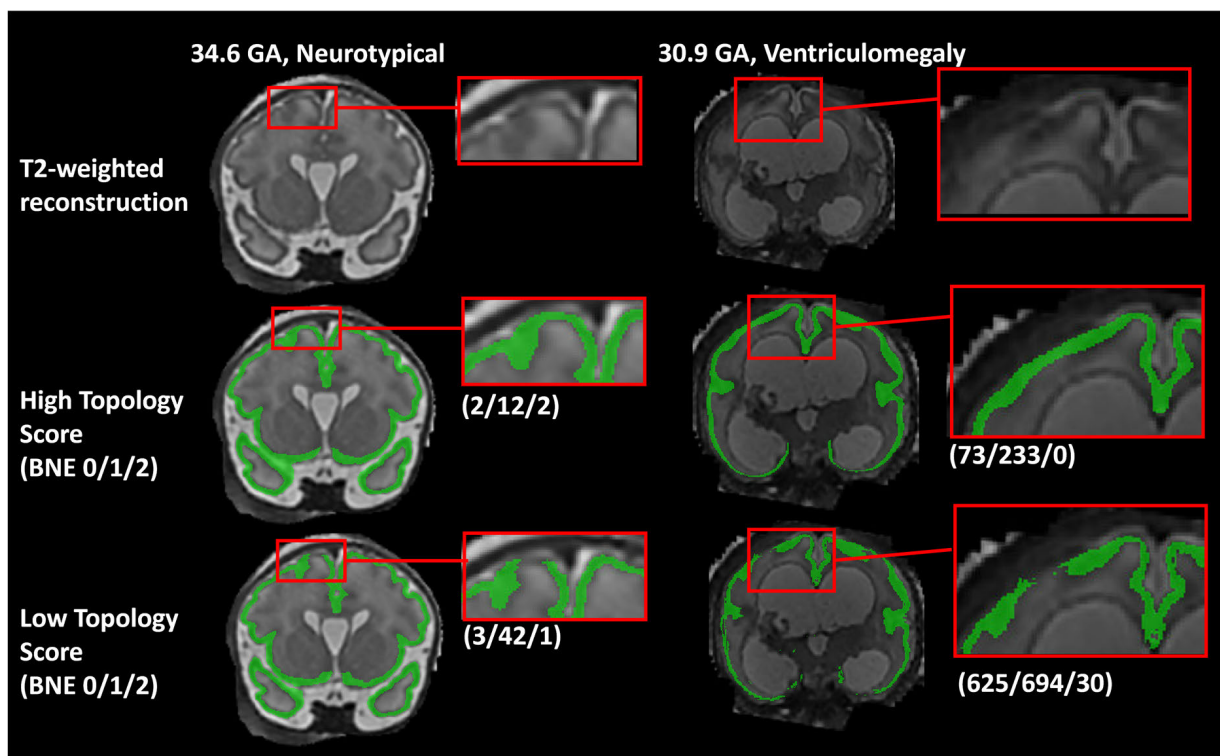 34.6 GA, Neurotypical
30.9 GA, Ventriculomegaly
T2-weighted
reconstruction
High Topology
Score
(BNE 0/1/2)
(2/12/2)
(73/233/0)
Low Topology
Score
(BNE 0/1/2)
(3/42/1)
(625/694/30)